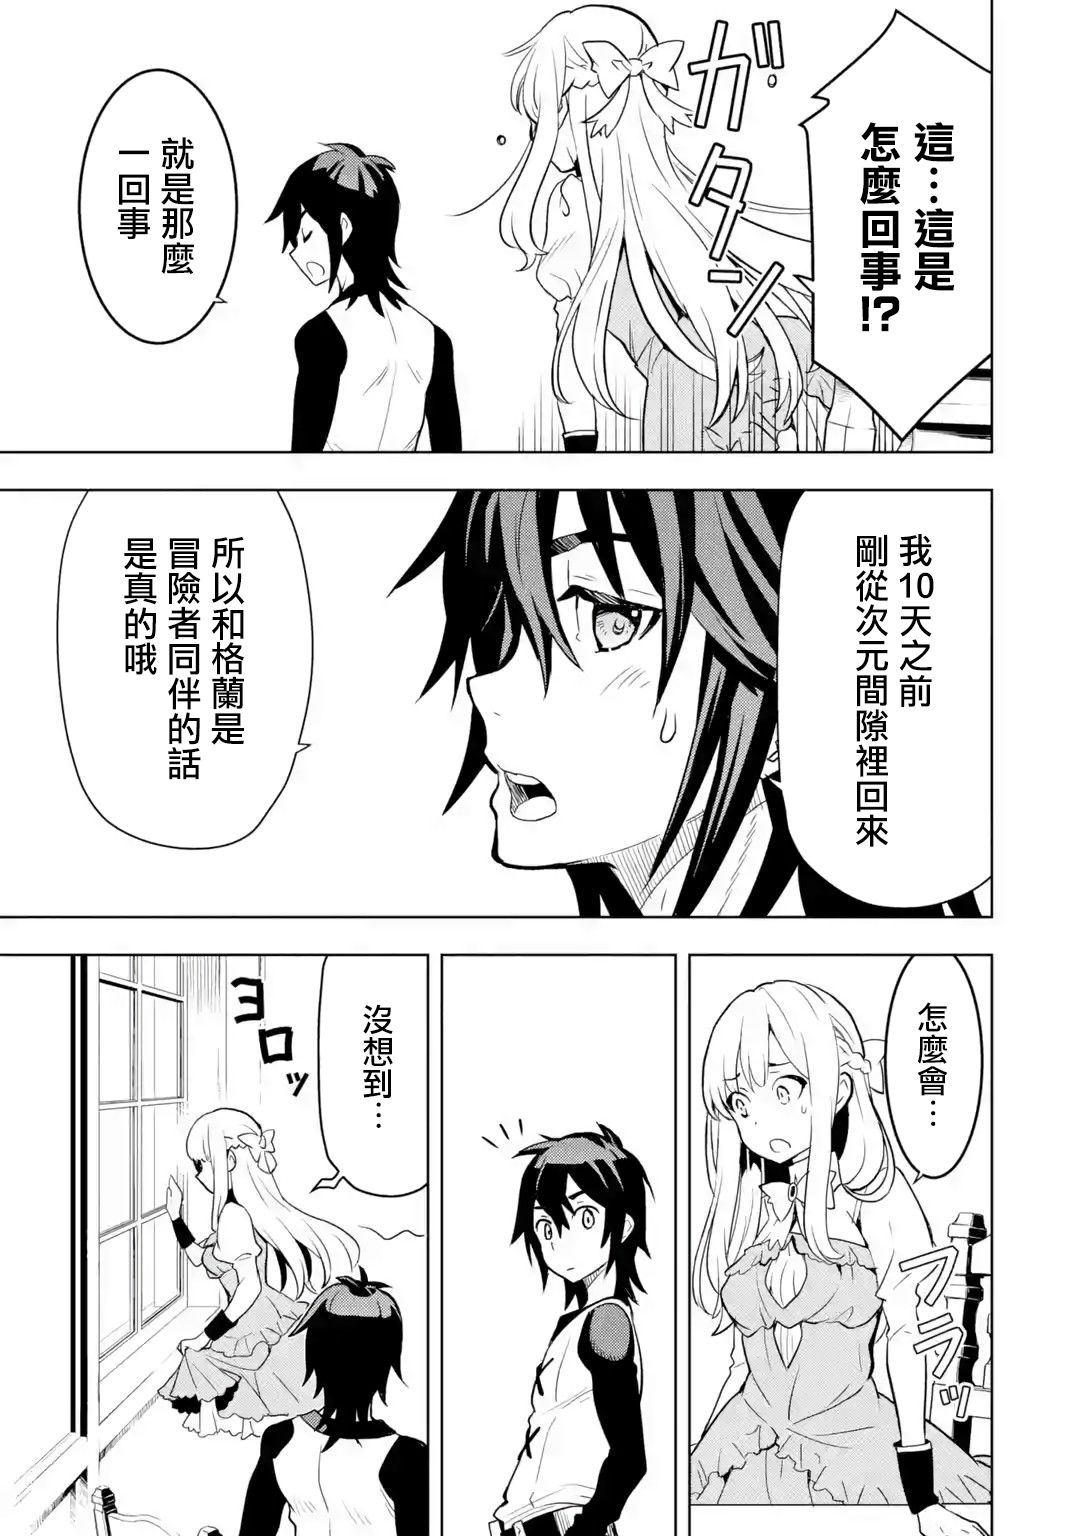 這…這是
怎麼回事!?
ガタン
就是那麼
一回事
我10天之前
剛從次元間隙裡回來
所以和格蘭是
冒險者同伴的話
是真的哦
怎麼會…
フラッ
沒想到…
ヨロッ